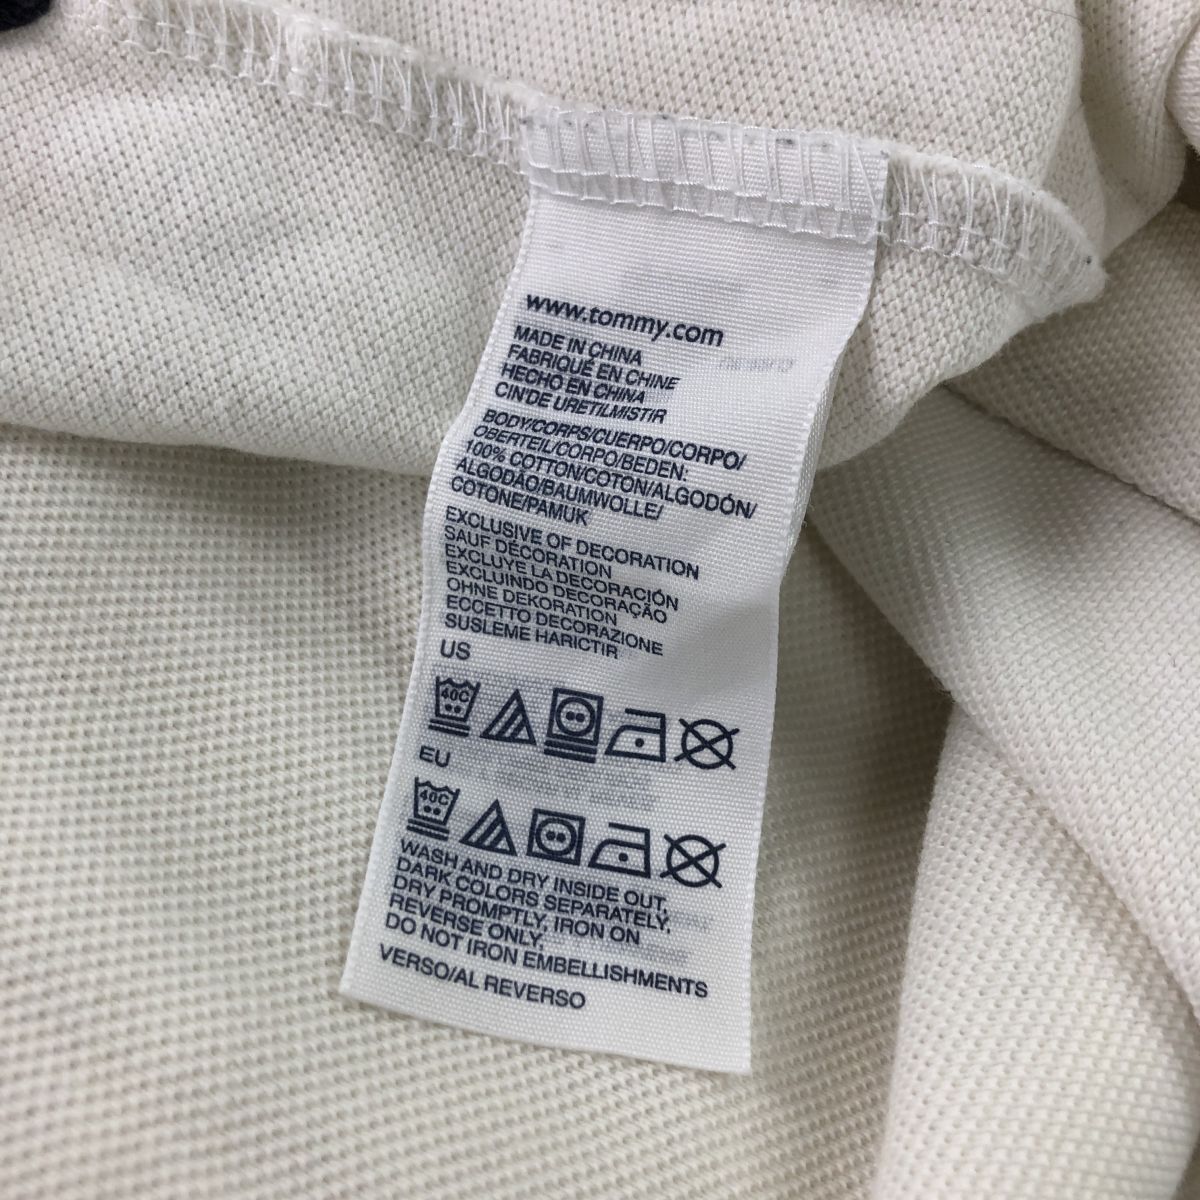 www.tommy.com
MADE IN CHINA
FABRIQUÉ EN CHINE
HECHO EN CHINA
CIN'DE URETILMISTIR
BODY/CORPS/CUERPO/CORPO/
OBERTEIL/CORPO/BEDEN:
100% COTTON/COTON/ALGODÓN/
ALGODÃO/BAUMWOLLE/
COTONE/PAMUK
EXCLUSIVE OF DECORATION
SAUF DÉCORATION
EXCLUYE LA DECORACIÓN
EXCLUINDO DECORAÇÃO
OHNE DEKORATION
ECCETTO DECORAZIONE
SUSLEME HARICTIR
US
40C
EU
40C
WASH AND DRY INSIDE OUT,
DARK COLORS SEPARATELY,
DRY PROMPTLY, IRON ON
REVERSE ONLY,
DO NOT IRON EMBELLISHMENTS
VERSO/AL REVERSO